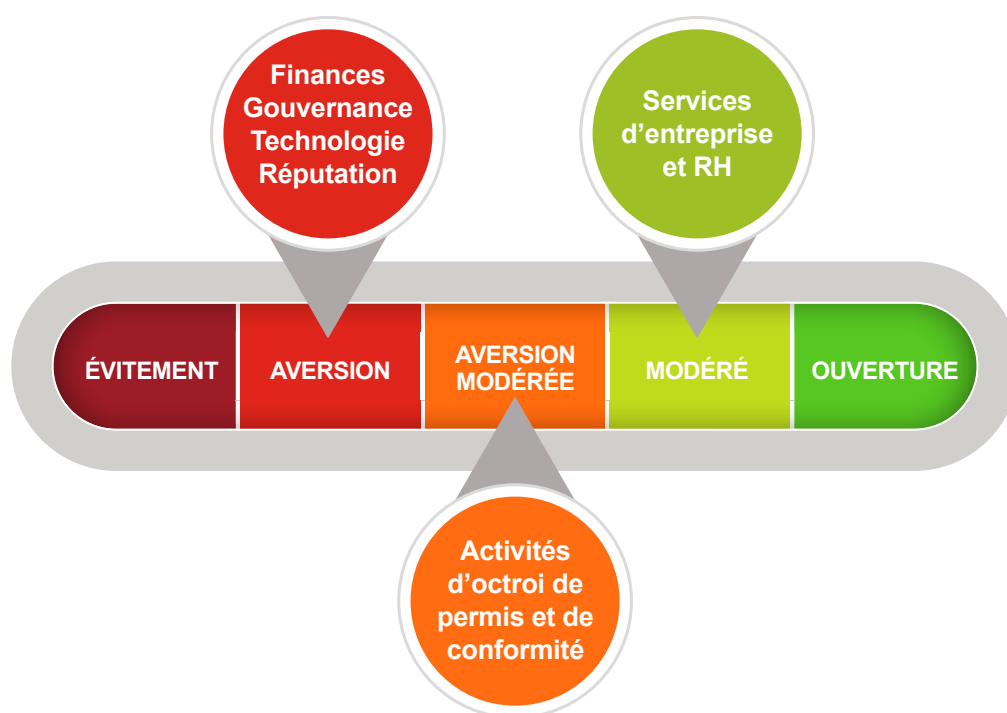 Finances
Gouvernance
Technologie
Réputation
Services
d’entreprise
et RH
ÉVITEMENT
AVERSION
AVERSION
MODÉRÉE
MODÉRÉ
OUVERTURE
Activités
d’octroi de
permis et de
conformité